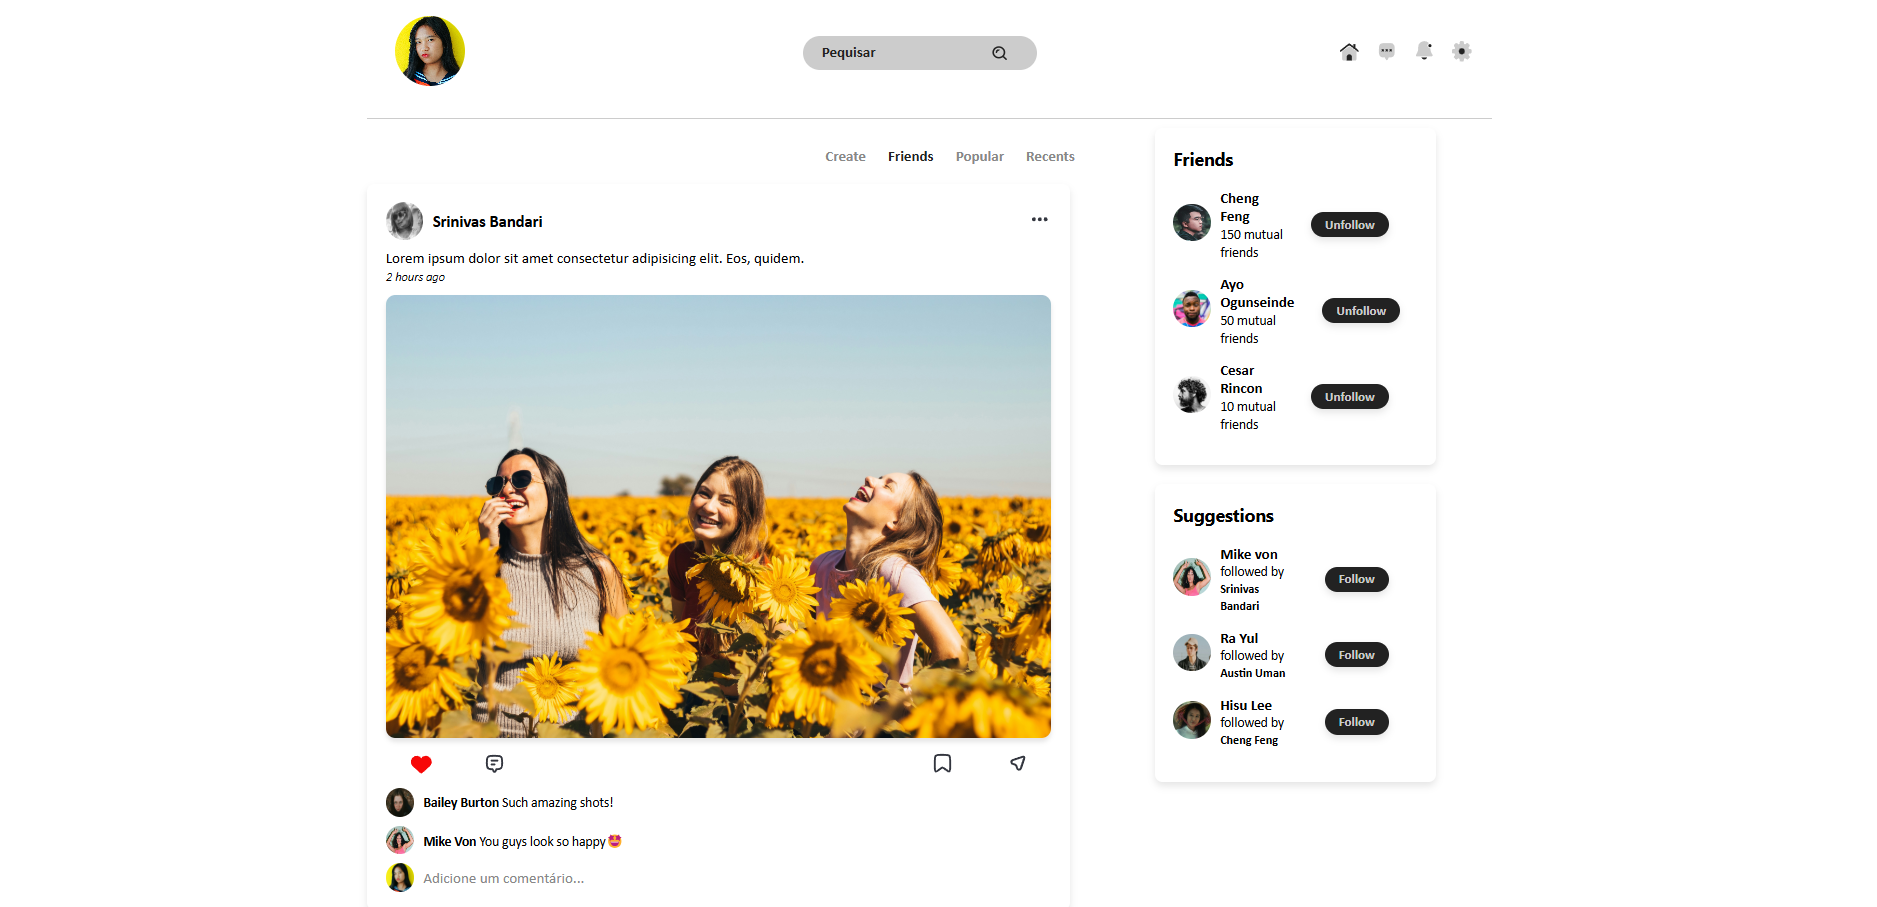 Pequisar
Create Friends Popular Recents
Srinivas Bandari
Lorem ipsum dolor sit amet consectetur adipisicing elit. Eos, quidem.
2 hours ago
Bailey Burton Such amazing shots!
Mike Von You guys look so happy🤩
Adicione um comentário...
Friends
Cheng
Feng
150 mutual
friends
Unfollow
Ayo
Ogunseinde
50 mutual
friends
Unfollow
Cesar
Rincon
10 mutual
friends
Unfollow
Suggestions
Mike von
followed by
Srinivas
Bandari
Follow
Ra Yul
followed by
Austin Uman
Follow
Hisu Lee
followed by
Cheng Feng
Follow